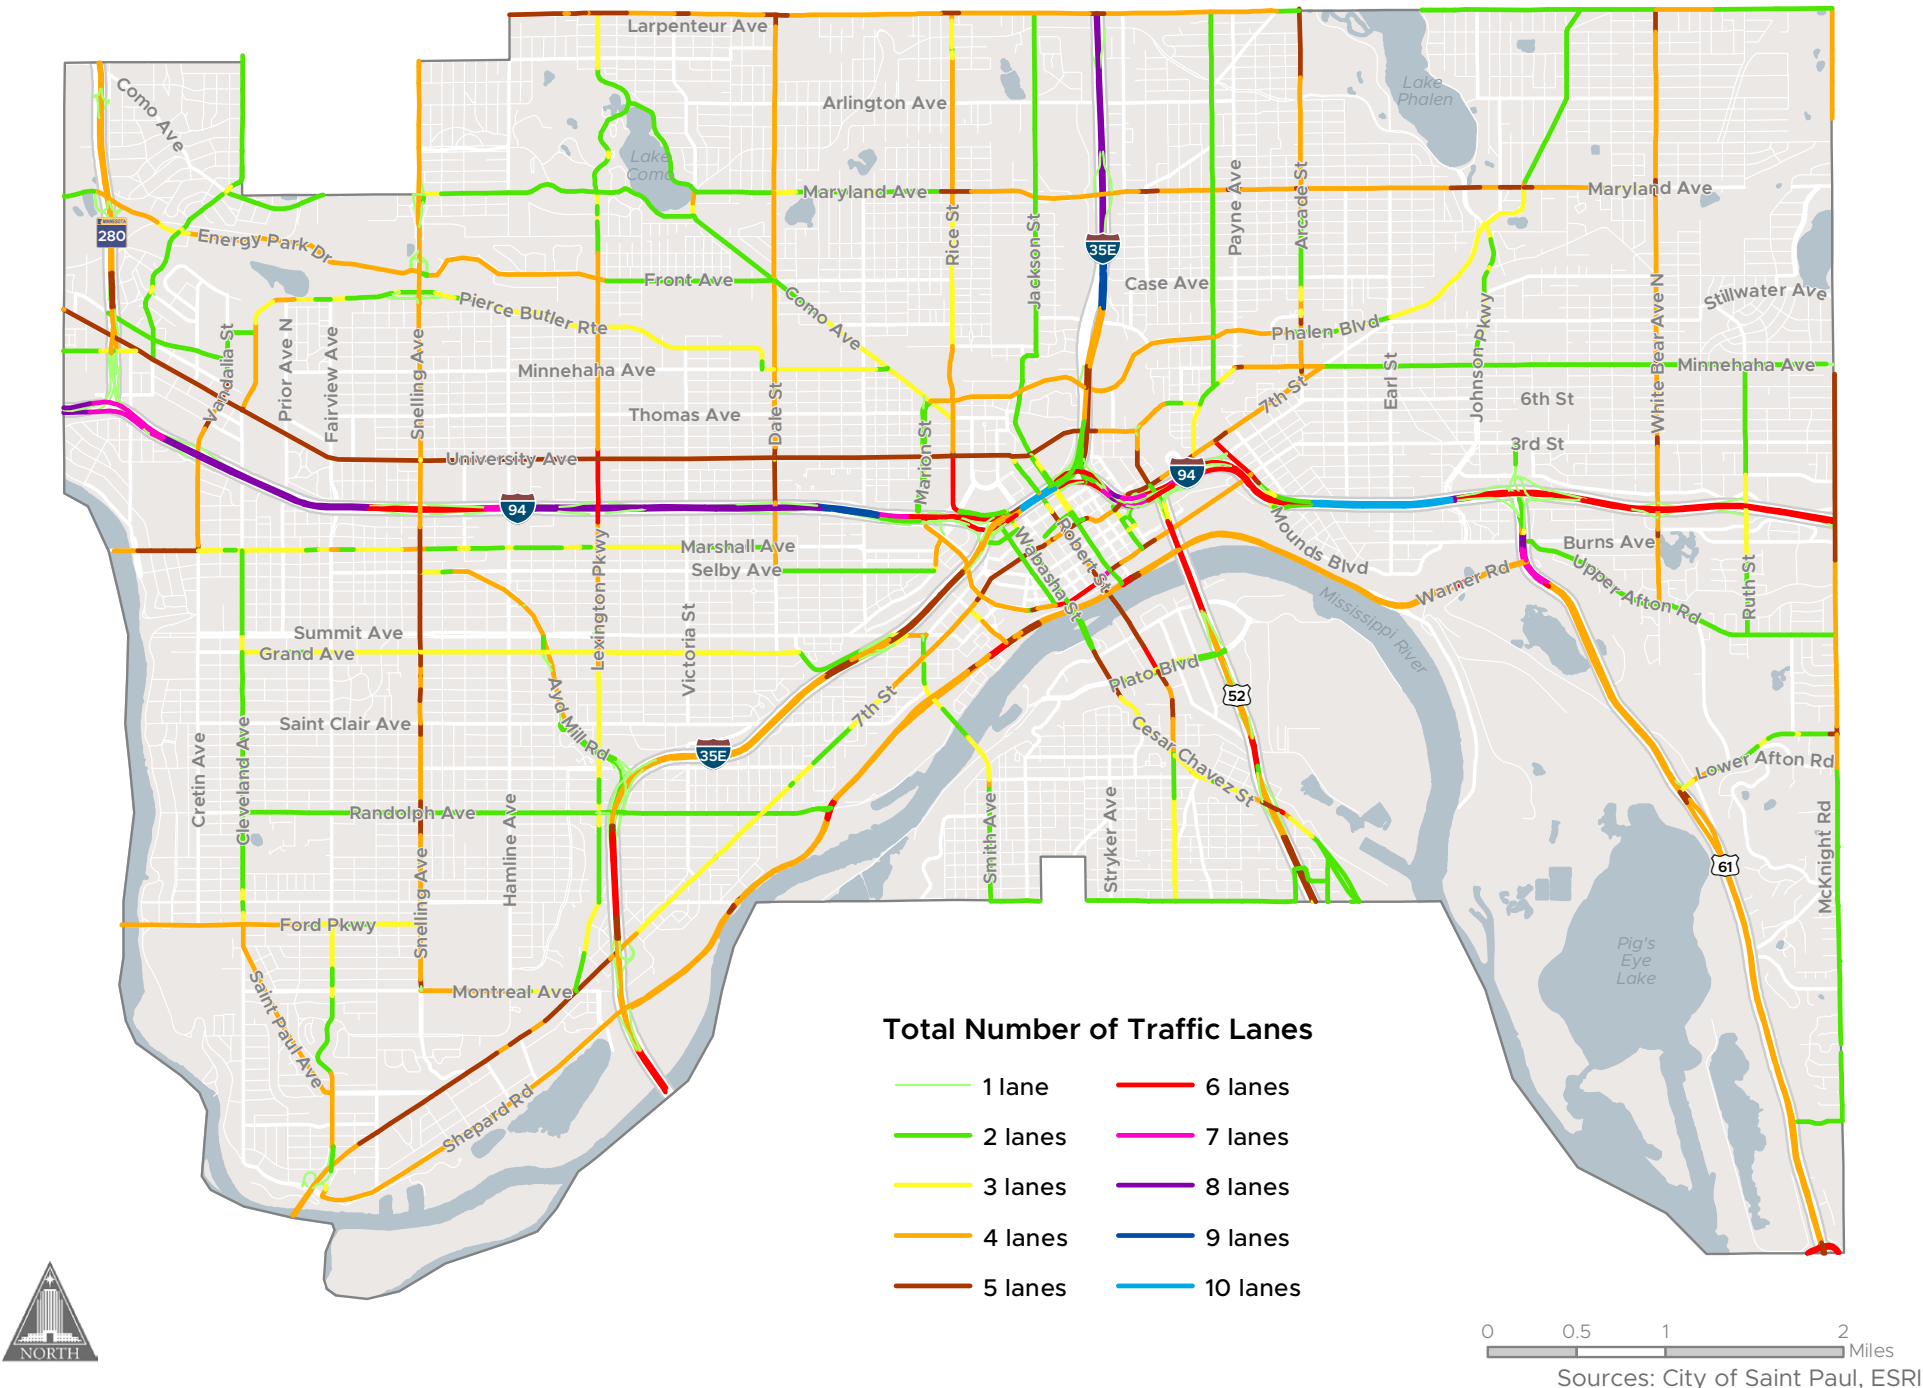 Larpenteur Ave
Como Ave
Arlington Ave
Lake
Phalen
Lake
Como
Maryland Ave
Maryland Ave
Payne Ave
Arcade St
Rice St
Jackson St
MINNESOTA
280
Energy Park Dr
35E
Front Ave
Case Ave
Como Ave
Pierce Butler Rte
Stillwater Ave
Phalen Blvd
Vandalia St
Prior Ave N
Fairview Ave
Snelling Ave
Minnehaha Ave
Minnehaha Ave
Earl St
Johnson Pkwy
White Bear Ave N
Dale St
7th St
6th St
Thomas Ave
Marion St
3rd St
University Ave
94
94
Mounds Blvd
Marshall Ave
Selby Ave
Wabasha St
Robert St
Burns Ave
Upper Afton Rd
Ruth St
Warner Rd
Mississippi River
Lexington Pkwy
Victoria St
Summit Ave
Grand Ave
Plato Blvd
52
Ayd Mill Rd
7th St
Saint Clair Ave
Cesar Chavez St
35E
Lower Afton Rd
Cretin Ave
Cleveland Ave
Randolph Ave
Hamline Ave
Snelling Ave
Smith Ave
Stryker Ave
61
McKnight Rd
Ford Pkwy
Pig's
Eye
Lake
Saint Paul Ave
Montreal Ave
Shepard Rd
Total Number of Traffic Lanes
1 lane
2 lanes
3 lanes
4 lanes
5 lanes
6 lanes
7 lanes
8 lanes
9 lanes
10 lanes
NORTH
0 0.5 1 2
Miles
Sources: City of Saint Paul, ESRI